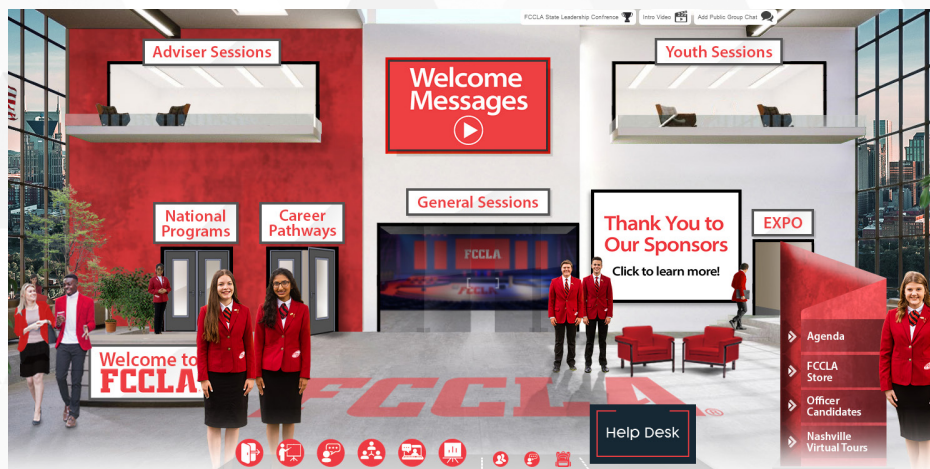 FCCLA State Leadership Confrence
Intro Video
Add Public Group Chat
Adviser Sessions
Welcome
Messages
Youth Sessions
National
Programs
Career
Pathways
General Sessions
Thank You to
Our Sponsors
Click to learn more!
EXPO
FCCLA
FCCLA
Welcome to
FCCLA
FCCLA®
Agenda
FCCLA
Store
Officer
Candidates
Nashville
Virtual Tours
Help Desk